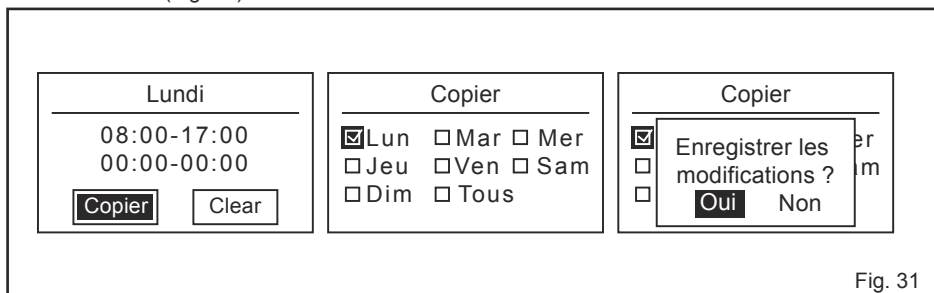 Lundi
08:00-17:00
00:00-00:00
Copier Clear
Copier
Lun Mar Mer
Jeu Ven Sam
Dim Tous
Copier
Enregistrer les
modifications ?
Oui Non
Fig. 31